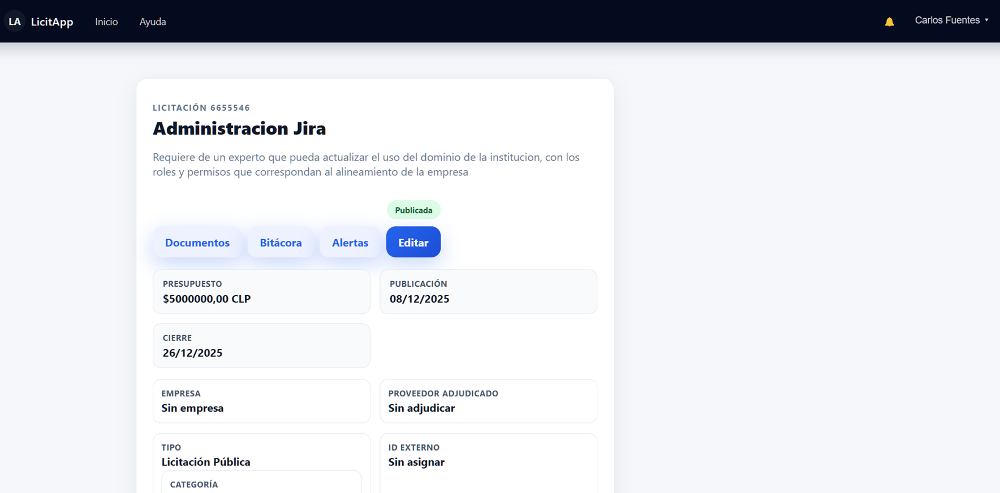 LA LicitApp Inicio Ayuda Carlos Fuentes
LICITACIÓN 6655546
Administracion Jira
Requiere de un experto que pueda actualizar el uso del dominio de la institucion, con los
roles y permisos que correspondan al alineamiento de la empresa
Publicada
Documentos Bitácora Alertas Editar
PRESUPUESTO
$5000000,00 CLP
PUBLICACIÓN
08/12/2025
CIERRE
26/12/2025
EMPRESA
Sin empresa
PROVEEDOR ADJUDICADO
Sin adjudicar
TIPO
Licitación Pública
CATEGORÍA
ID EXTERNO
Sin asignar